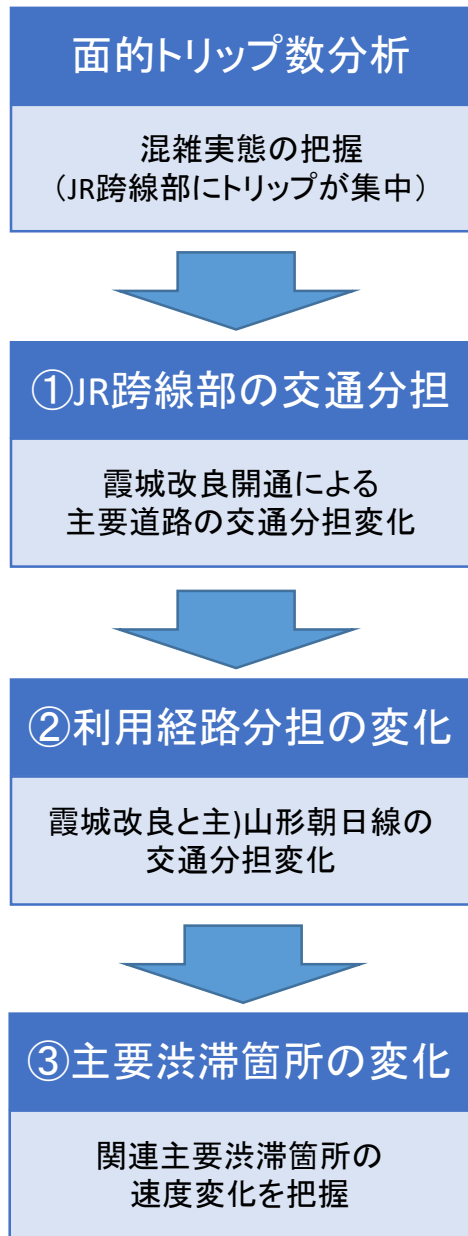 面的トリップ数分析
混雑実態の把握
（JR跨線部にトリップが集中）
①JR跨線部の交通分担
霞城改良開通による
主要道路の交通分担変化
②利用経路分担の変化
霞城改良と主)山形朝日線の
交通分担変化
③主要渋滞箇所の変化
関連主要渋滞箇所の
速度変化を把握